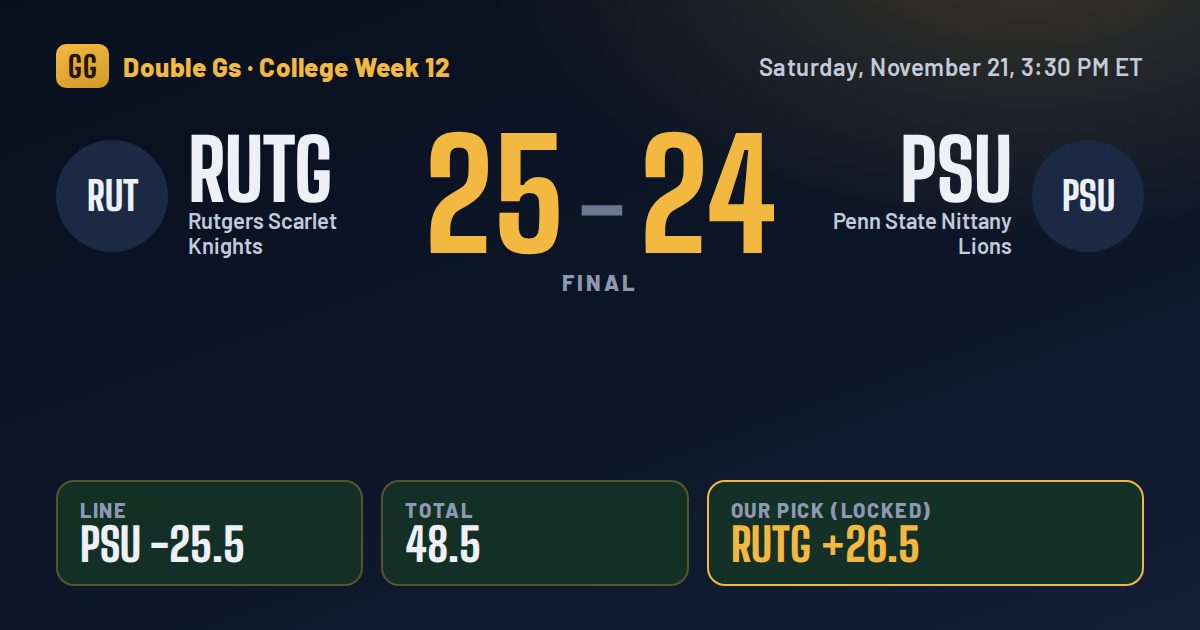 GG Double Gs · College Week 12
Saturday, November 21, 3:30 PM ET
RUT
RUTG
Rutgers Scarlet
Knights
25 – 24
FINAL
PSU
Penn State Nittany
Lions
PSU
LINE
PSU −25.5
TOTAL
48.5
OUR PICK (LOCKED)
RUTG +26.5